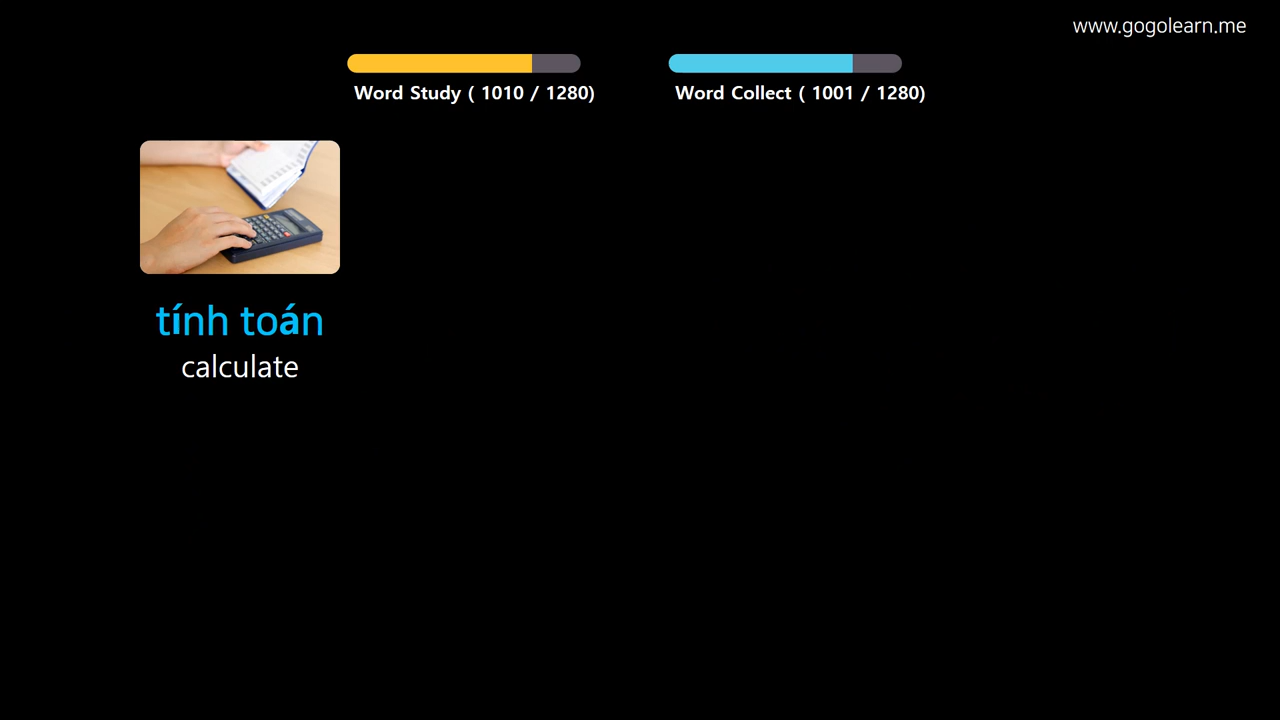 www.gogolearn.me
Word Study ( 1010 / 1280)
Word Collect ( 1001 / 1280)
tính toán
calculate